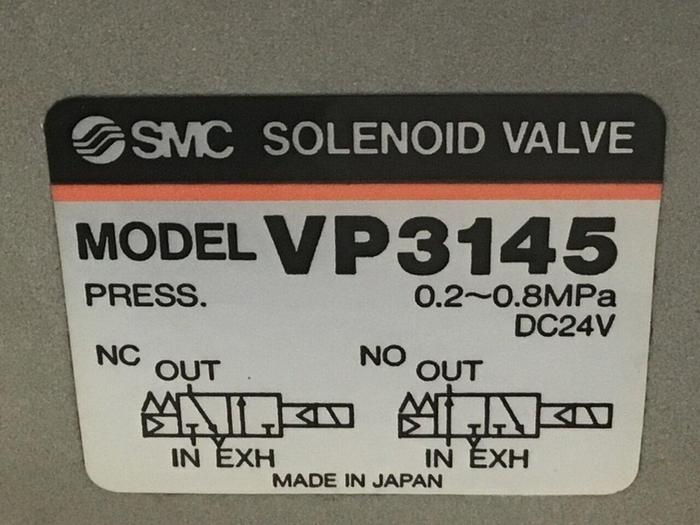 SMC SOLENOID VALVE
MODEL VP3145
PRESS. 0.2~0.8MPa
DC24V
NC OUT NO OUT
IN EXH IN EXH
MADE IN JAPAN